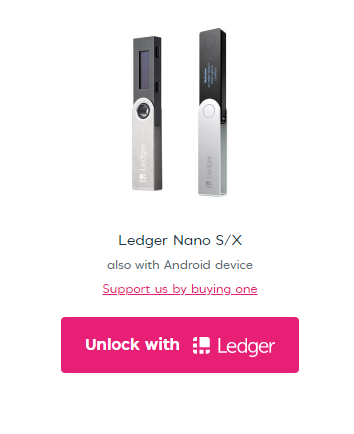 Ledger
Ledger
Ledger Nano S/X
also with Android device
Support us by buying one
Unlock with Ledger